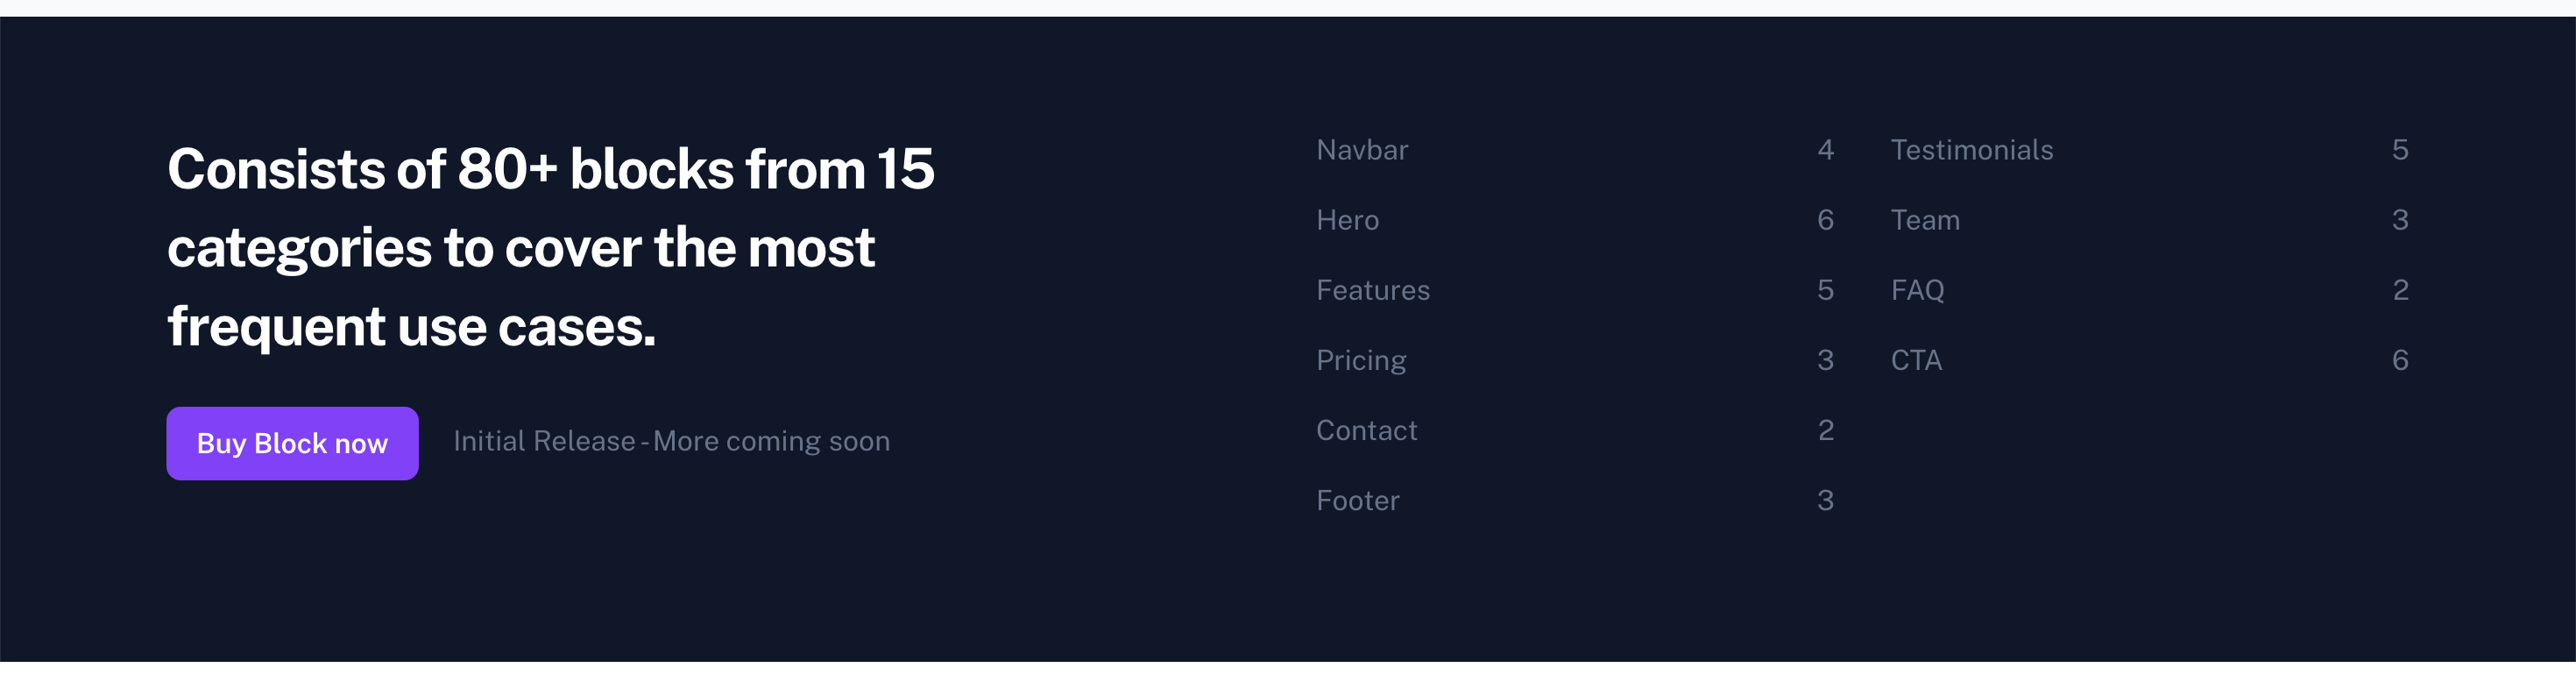 Consists of 80+ blocks from 15
categories to cover the most
frequent use cases.
Buy Block now
Initial Release - More coming soon
Navbar 4
Hero 6
Features 5
Pricing 3
Contact 2
Footer 3
Testimonials 5
Team 3
FAQ 2
CTA 6